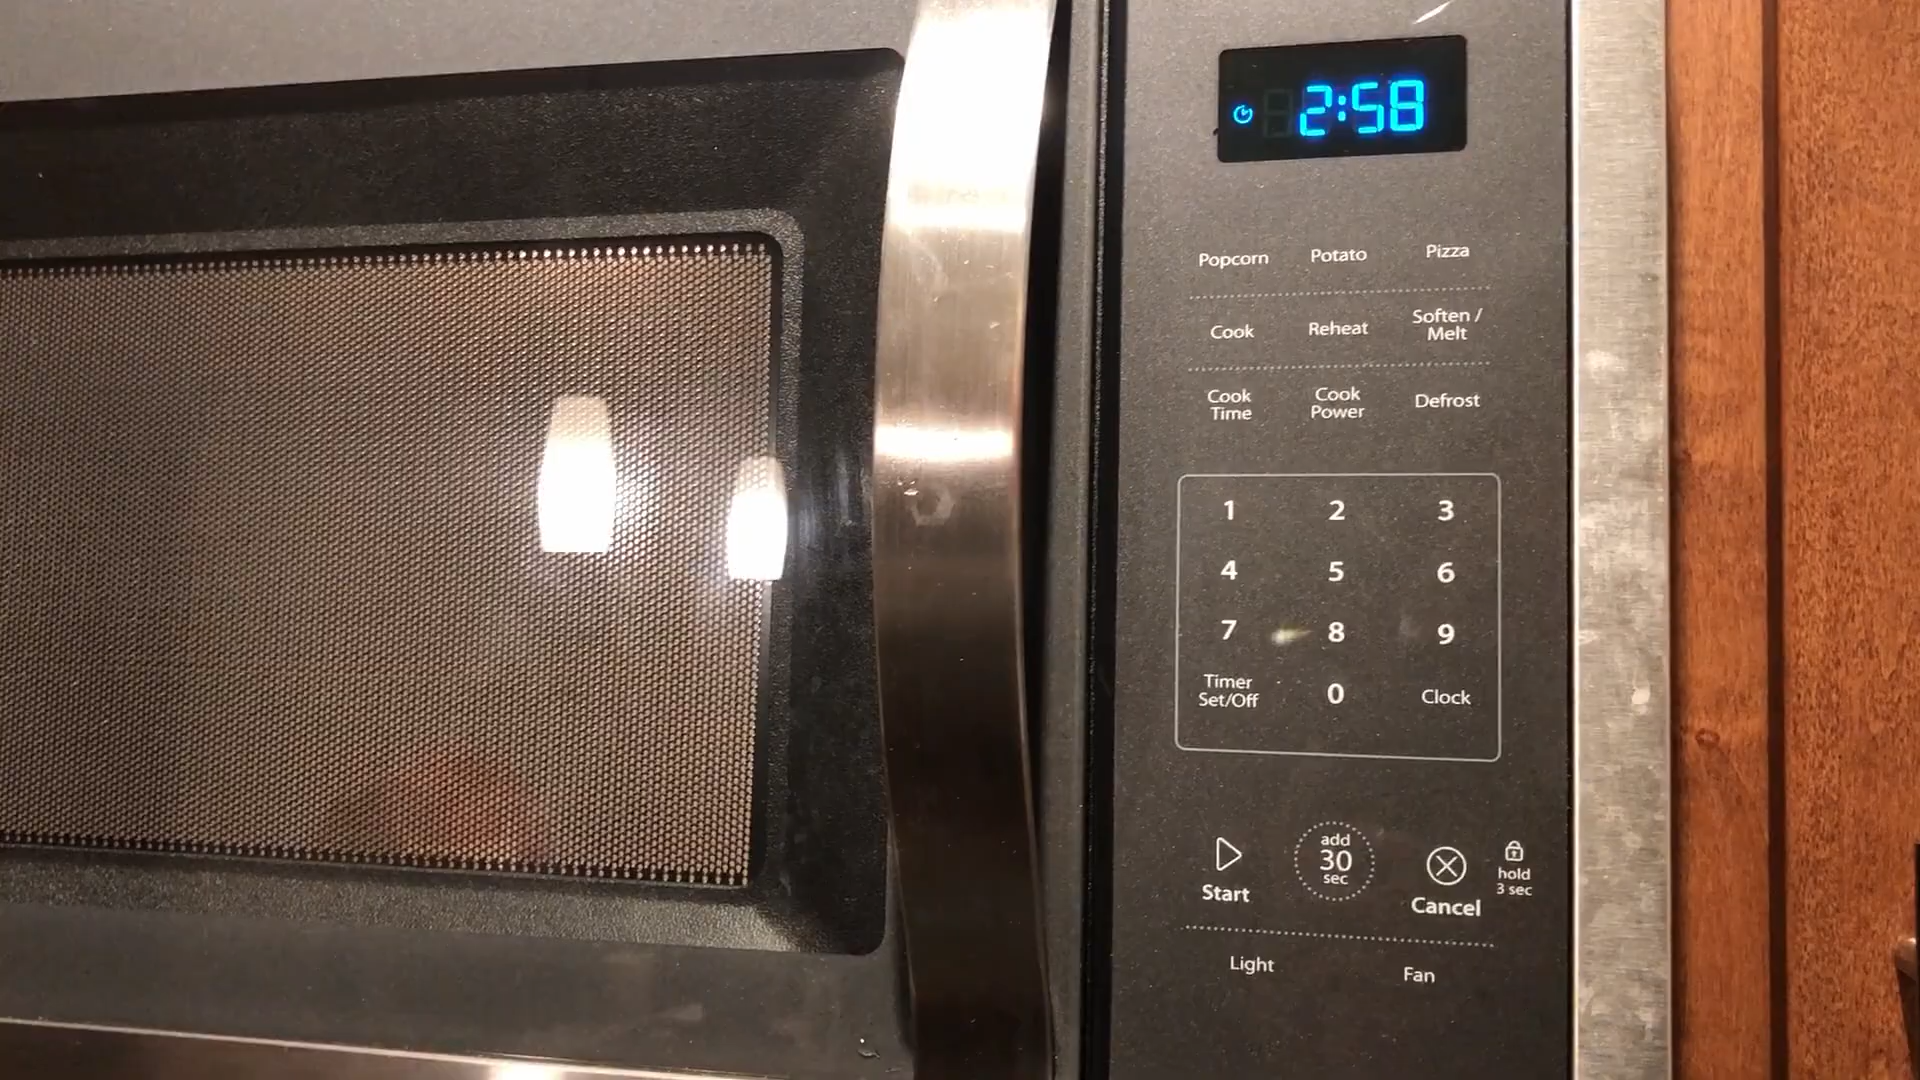 2:58
Popcorn Potato Pizza
Cook Reheat Soften /
Melt
Cook Cook Defrost
Time Power
1 2 3
4 5 6
7 8 9
Timer
Set/Off 0 Clock
add
30
sec
Start
Cancel
hold
3 sec
Light Fan